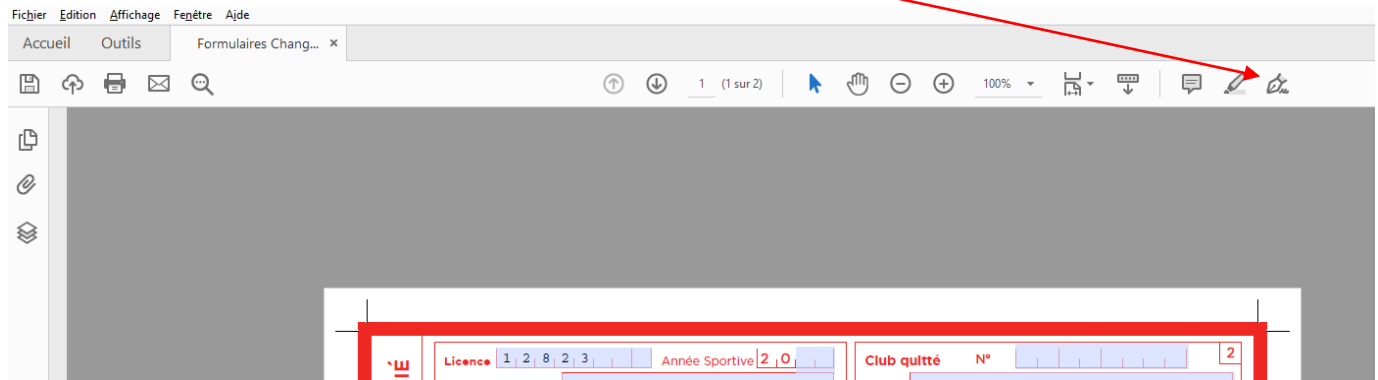 Fichier Edition Affichage Fenêtre Aide
Accueil Outils Formulaires Chang... ×
1 (1 sur 2) 100%
Licence 1 2 8 2 3 Année Sportive 2 0 Club quitté N° 2